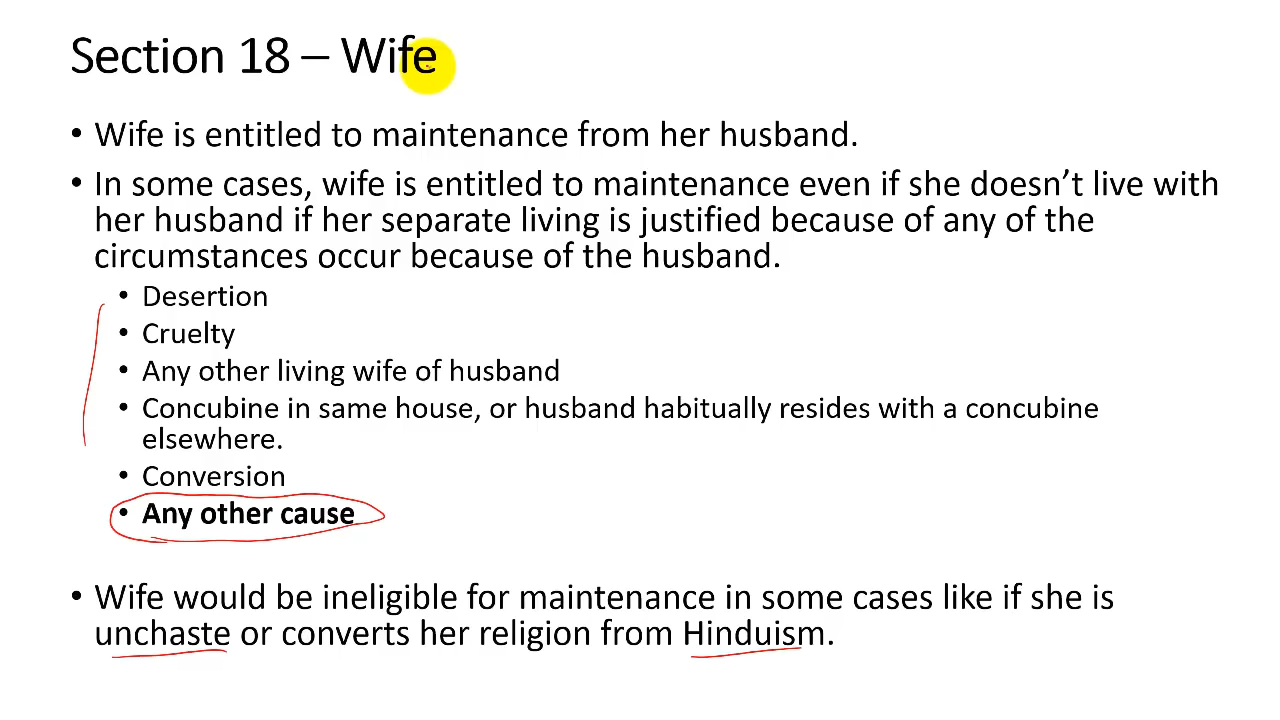 Section 18 – Wife
• Wife is entitled to maintenance from her husband.
• In some cases, wife is entitled to maintenance even if she doesn’t live with
her husband if her separate living is justified because of any of the
circumstances occur because of the husband.
• Desertion
• Cruelty
• Any other living wife of husband
• Concubine in same house, or husband habitually resides with a concubine
elsewhere.
• Conversion
• Any other cause
• Wife would be ineligible for maintenance in some cases like if she is
unchaste or converts her religion from Hinduism.